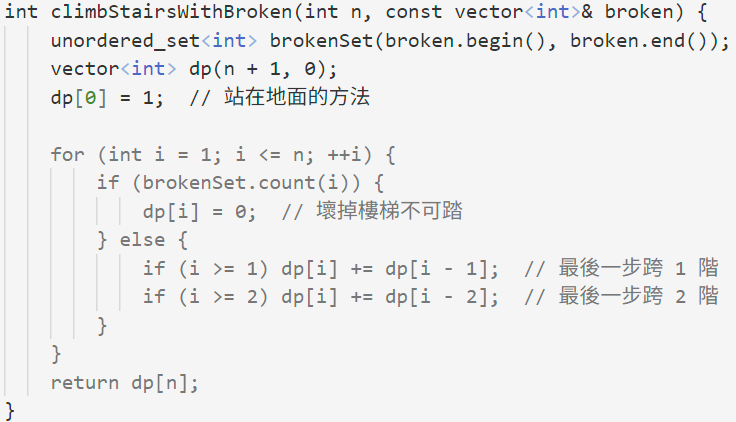 int climbStairsWithBroken(int n, const vector<int>& broken) {
    unordered_set<int> brokenSet(broken.begin(), broken.end());
    vector<int> dp(n + 1, 0);
    dp[0] = 1;  // 站在地面的方法

    for (int i = 1; i <= n; ++i) {
        if (brokenSet.count(i)) {
            dp[i] = 0;  // 壞掉樓梯不可踏
        } else {
            if (i >= 1) dp[i] += dp[i - 1];  // 最後一步跨 1 階
            if (i >= 2) dp[i] += dp[i - 2];  // 最後一步跨 2 階
        }
    }
    return dp[n];
}